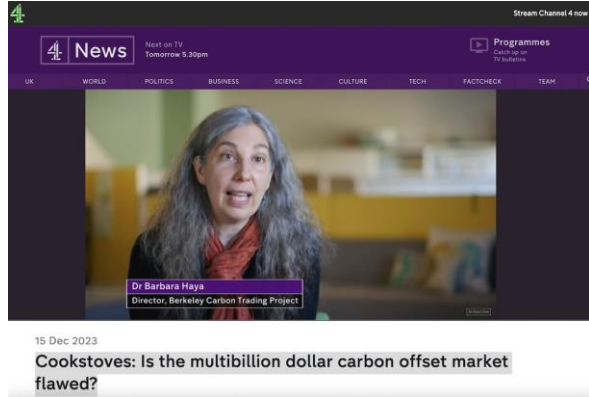 4
Stream Channel 4 now
4 News
Next on TV
Tomorrow 5.30pm
Programmes
Catch up on
TV bulletins
UK WORLD POLITICS BUSINESS SCIENCE CULTURE TECH FACTCHECK TEAM
Dr Barbara Haya
Director, Berkeley Carbon Trading Project
Subscribe
15 Dec 2023
Cookstoves: Is the multibillion dollar carbon offset market
flawed?